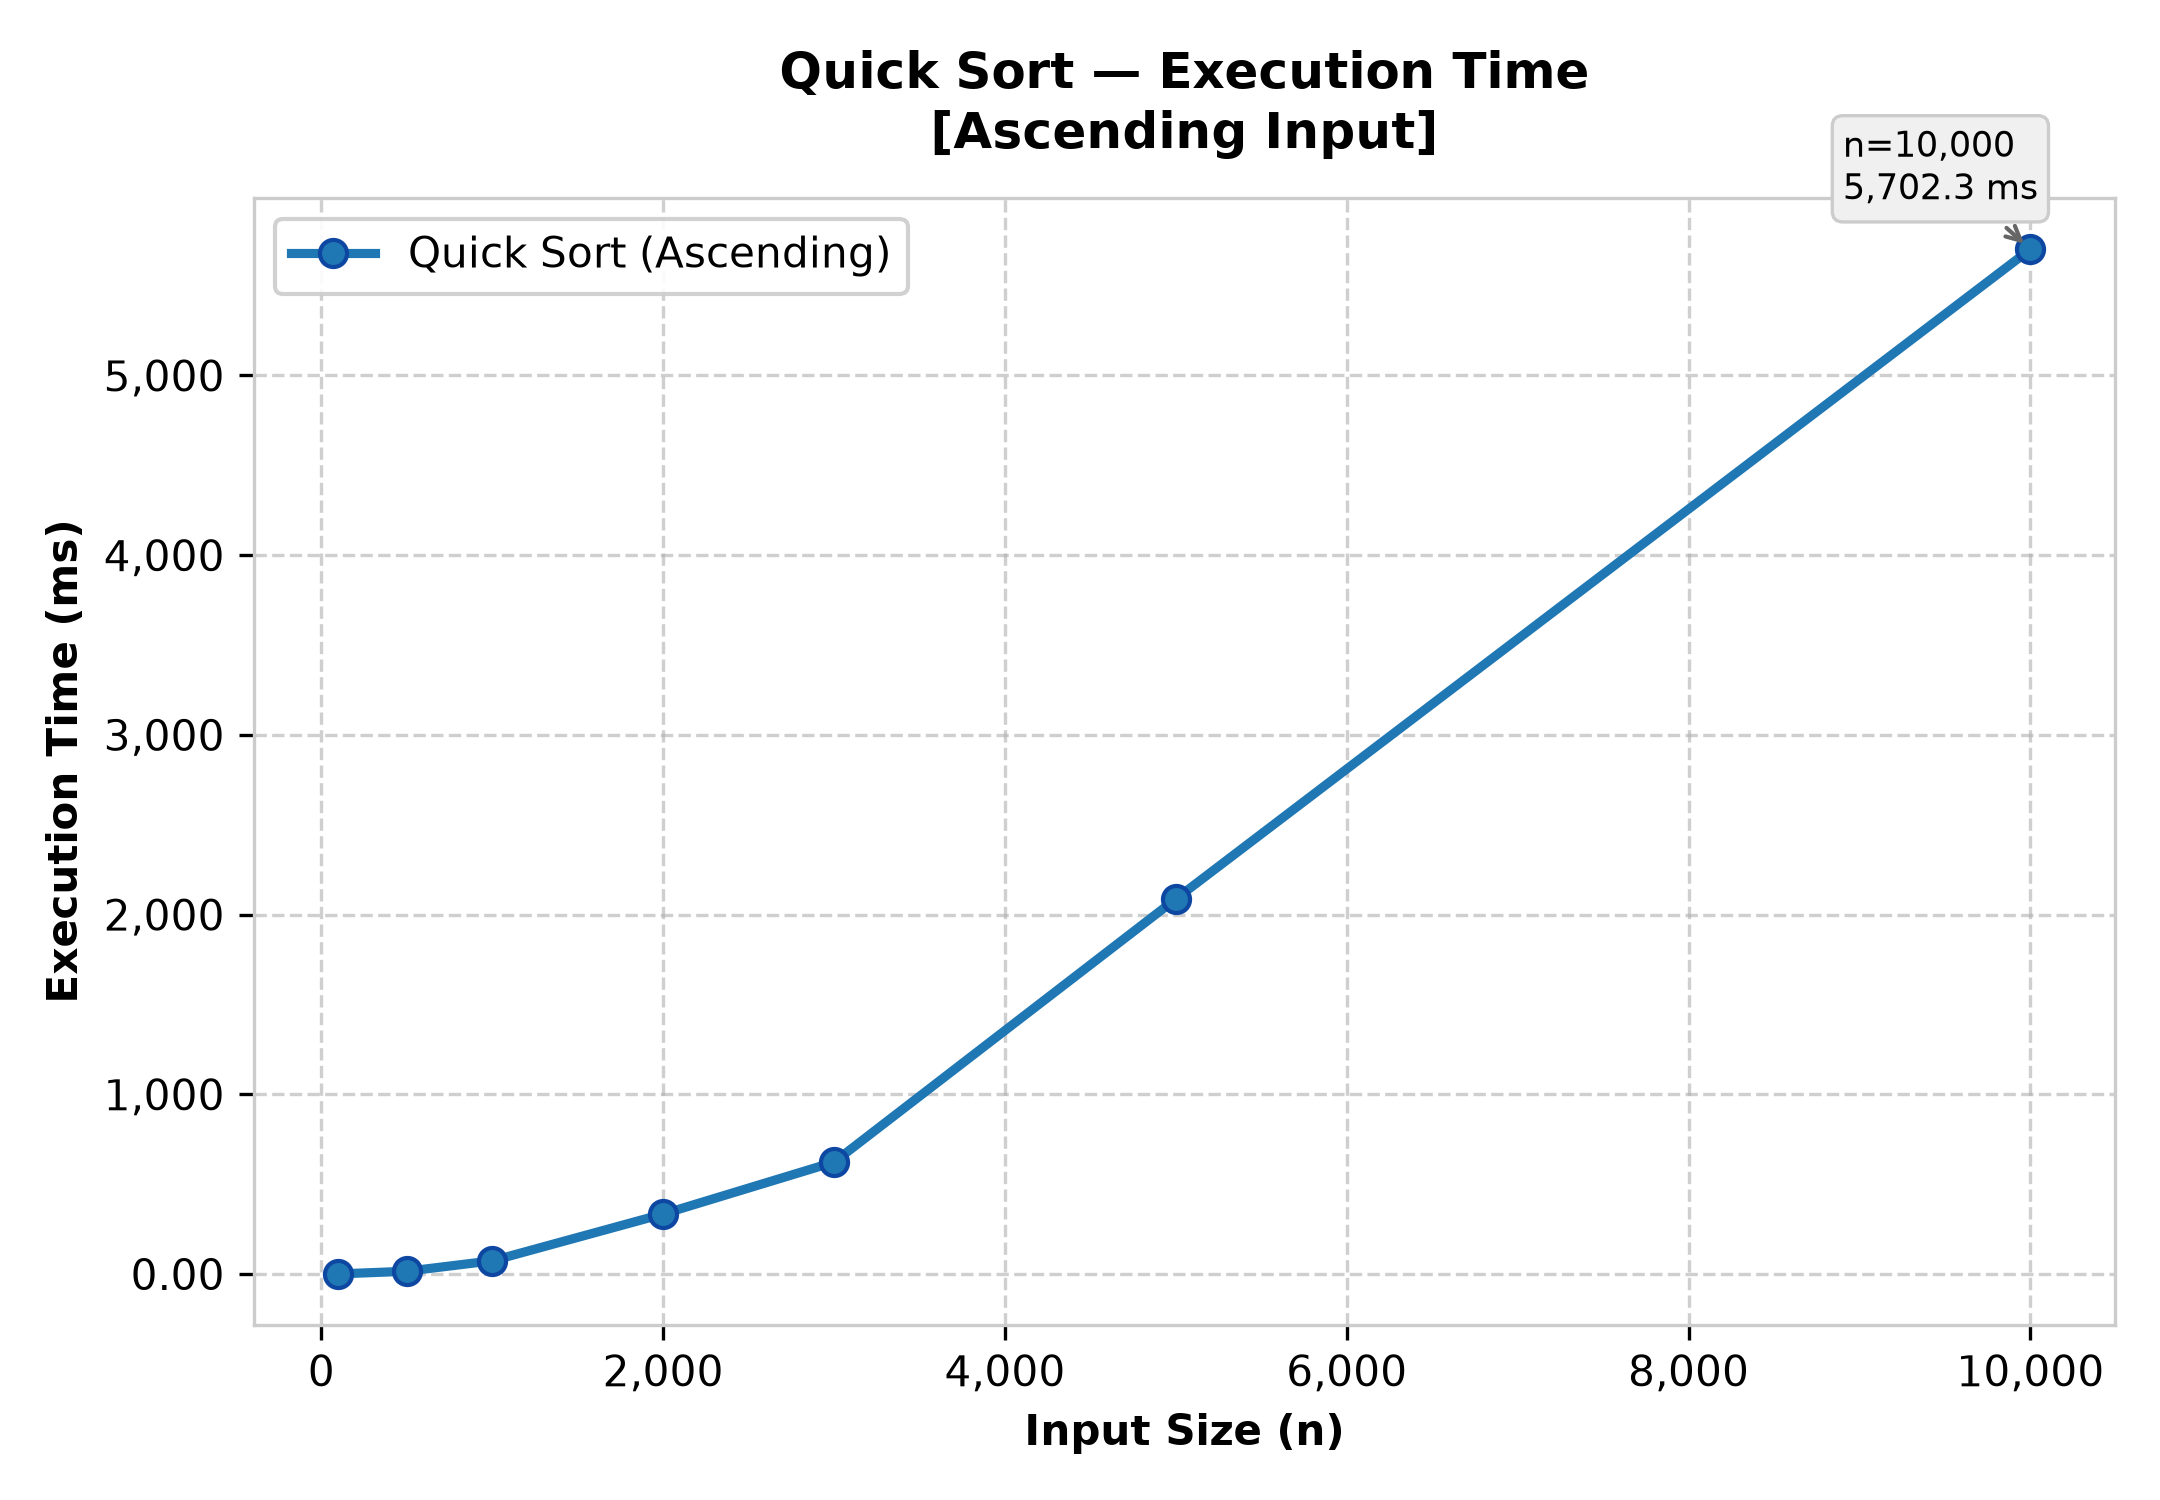 Quick Sort — Execution Time
[Ascending Input]
n=10,000
5,702.3 ms
Quick Sort (Ascending)
Execution Time (ms)
5,000
4,000
3,000
2,000
1,000
0.00
0
2,000
4,000
6,000
8,000
10,000
Input Size (n)